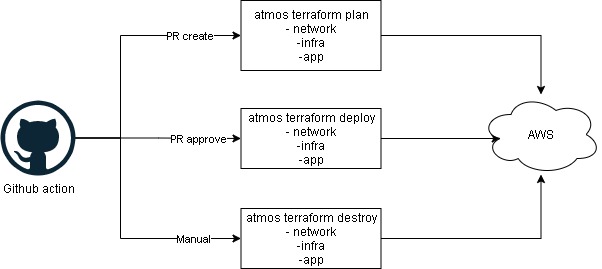 atmos terraform plan
- network
-infra
-app
PR create
atmos terraform deploy
- network
-infra
-app
PR approve
AWS
Github action
atmos terraform destroy
- network
-infra
-app
Manual